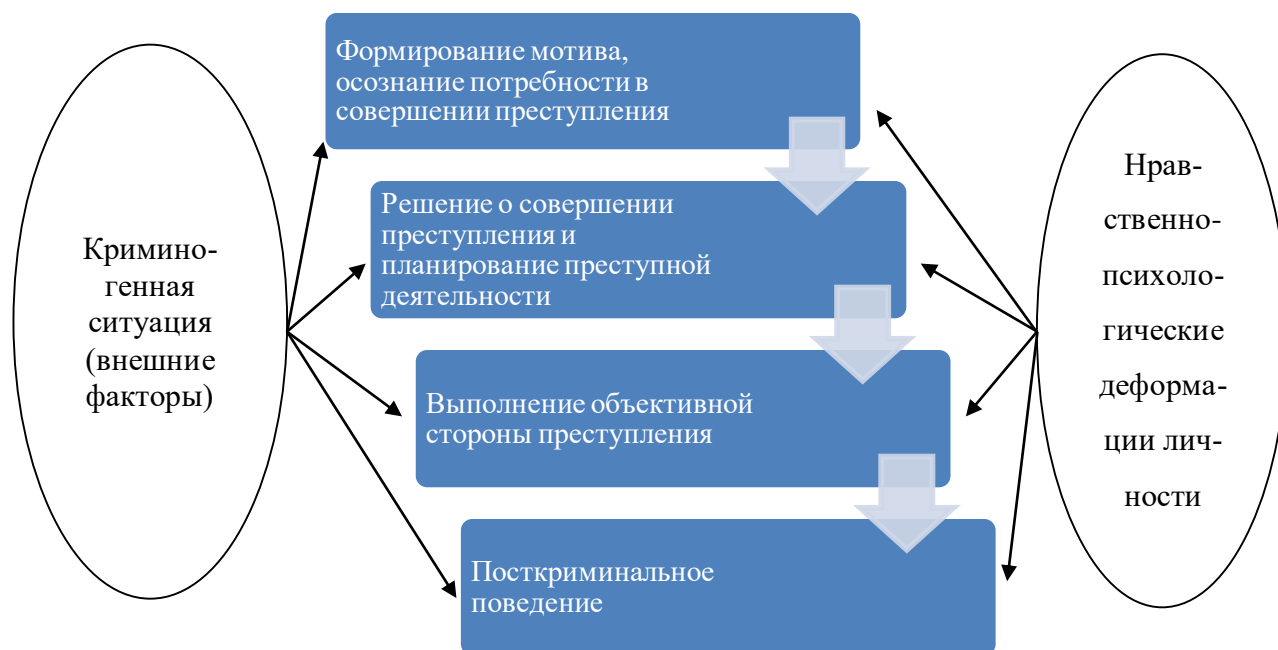 Формирование мотива,
осознание потребности в
совершении преступления
Решение о совершении
преступления и
планирование преступной
деятельности
Выполнение объективной
стороны преступления
Посткриминальное
поведение
Кримино-
генная
ситуация
(внешние
факторы)
Нрав-
ственно-
психоло-
гические
деформа-
ции лич-
ности